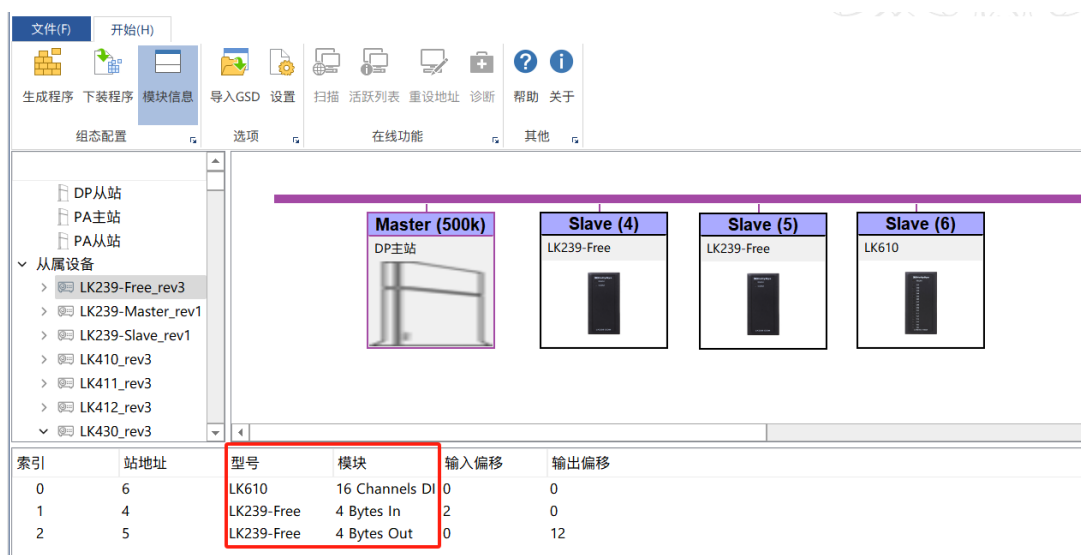 文件(F) 开始(H)
生成程序 下装程序 模块信息 导入GSD 设置 扫描 活跃列表 重设地址 诊断 帮助 关于
组态配置 选项 在线功能 其他
DP从站
PA主站
PA从站
从属设备
LK239-Free_rev3
LK239-Master_rev1
LK239-Slave_rev1
LK410_rev3
LK411_rev3
LK412_rev3
LK430_rev3
Master (500k)
DP主站
Slave (4)
LK239-Free
Slave (5)
LK239-Free
Slave (6)
LK610
索引 站地址 型号 模块 输入偏移 输出偏移
0 6 LK610 16 Channels DI 0 0
1 4 LK239-Free 4 Bytes In 2 0
2 5 LK239-Free 4 Bytes Out 0 12